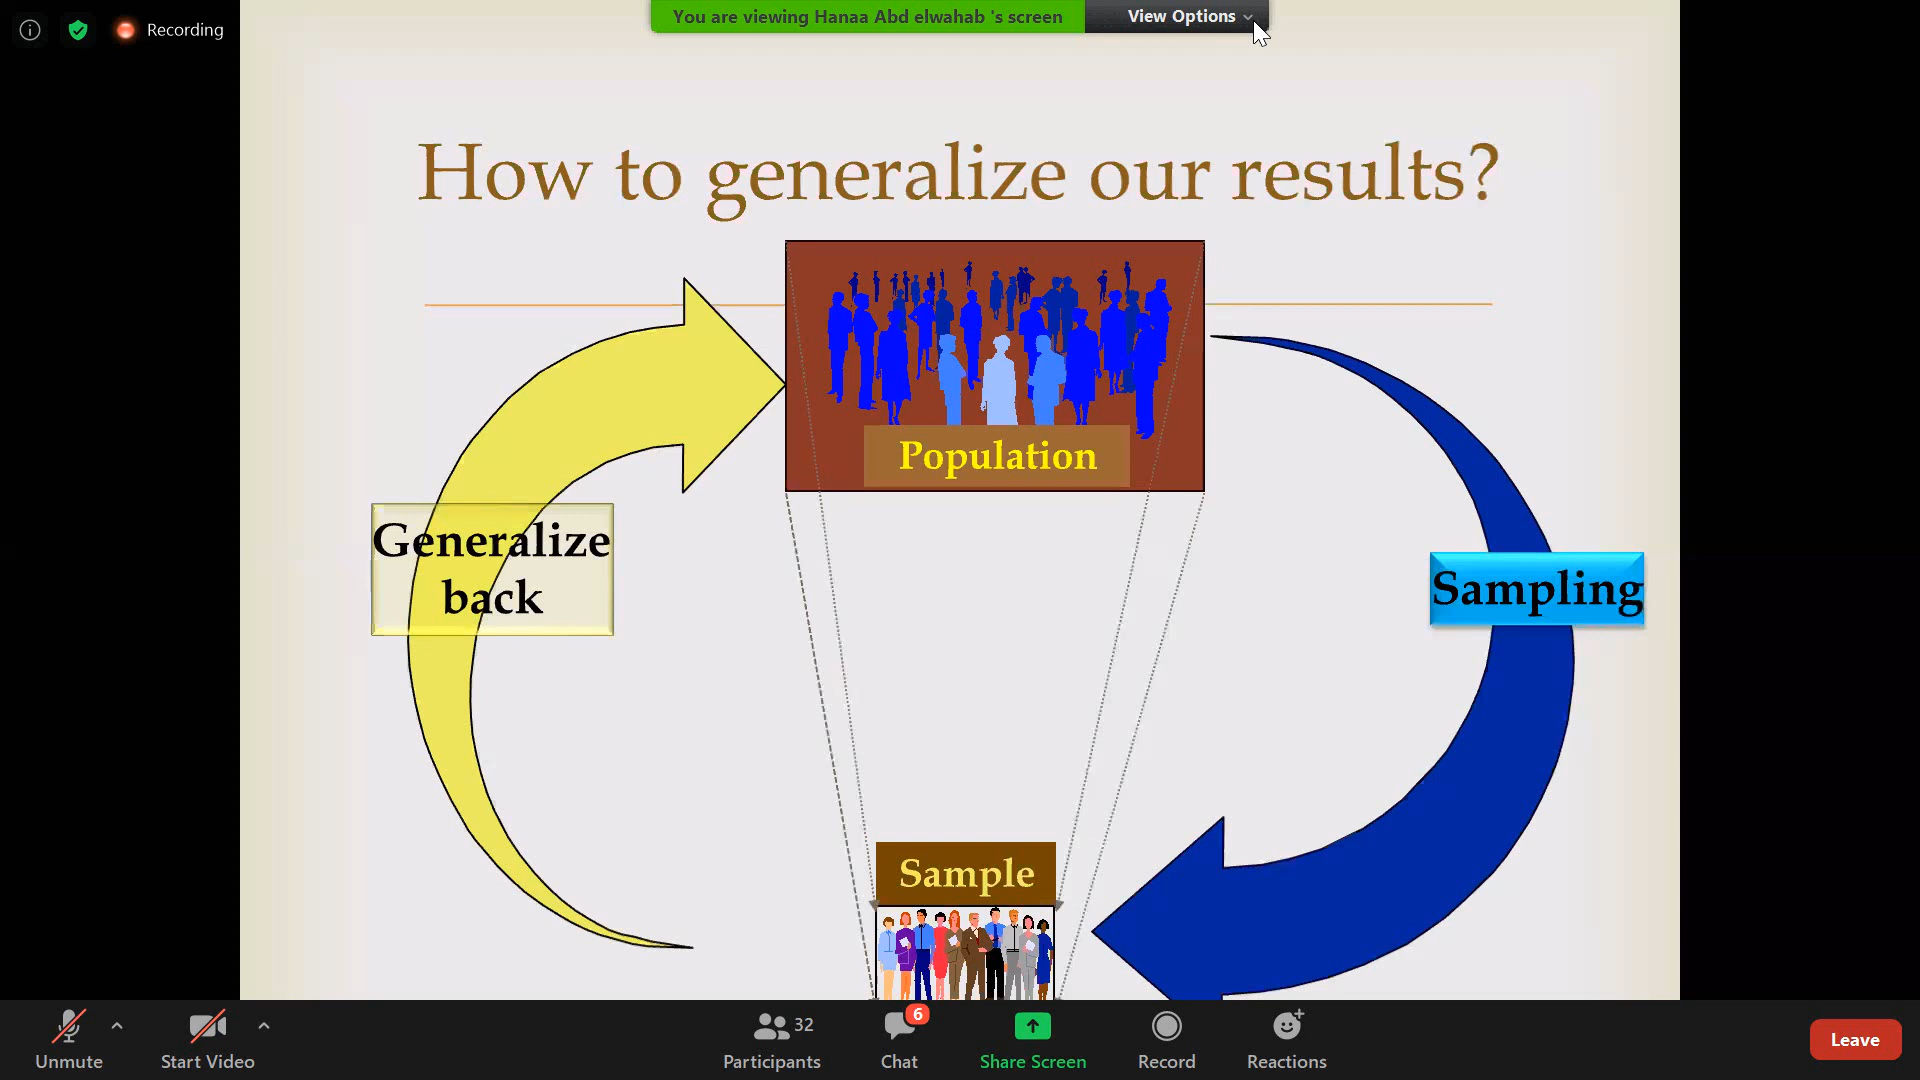 Recording
You are viewing Hanaa Abd elwahab 's screen
View Options
How to generalize our results?
Population
Generalize
back
Sampling
Sample
Unmute
Start Video
32
Participants
6
Chat
Share Screen
Record
Reactions
Leave